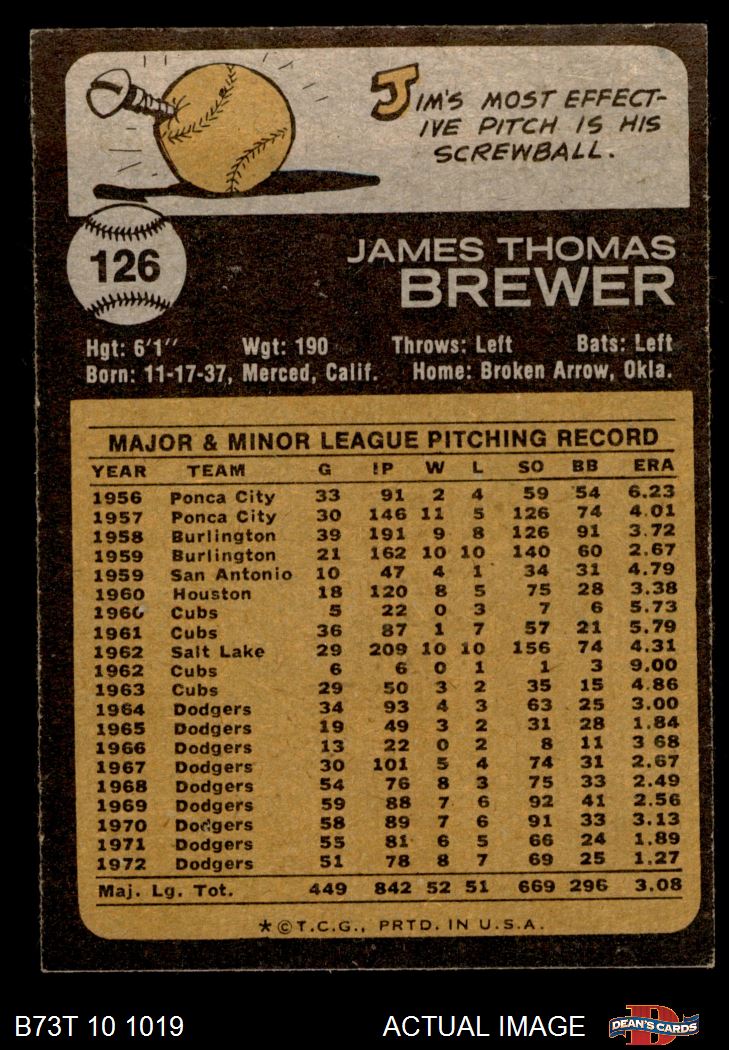 JIM'S MOST EFFECT-
IVE PITCH IS HIS
SCREWBALL.
126
JAMES THOMAS
BREWER
Hgt: 6'1'' Wgt: 190 Throws: Left Bats: Left
Born: 11-17-37, Merced, Calif. Home: Broken Arrow, Okla.
MAJOR & MINOR LEAGUE PITCHING RECORD
YEAR TEAM G IP W L SO BB ERA
1956 Ponca City 33 91 2 4 59 54 6.23
1957 Ponca City 30 146 11 5 126 74 4.01
1958 Burlington 39 191 9 8 126 91 3.72
1959 Burlington 21 162 10 10 140 60 2.67
1959 San Antonio 10 47 4 1 34 31 4.79
1960 Houston 18 120 8 5 75 28 3.38
1960 Cubs 5 22 0 3 7 6 5.73
1961 Cubs 36 87 1 7 57 21 5.79
1962 Salt Lake 29 209 10 10 156 74 4.31
1962 Cubs 6 6 0 1 1 3 9.00
1963 Cubs 29 50 3 2 35 15 4.86
1964 Dodgers 34 93 4 3 63 25 3.00
1965 Dodgers 19 49 3 2 31 28 1.84
1966 Dodgers 13 22 0 2 8 11 3 68
1967 Dodgers 30 101 5 4 74 31 2.67
1968 Dodgers 54 76 8 3 75 33 2.49
1969 Dodgers 59 88 7 6 92 41 2.56
1970 Dodgers 58 89 7 6 91 33 3.13
1971 Dodgers 55 81 6 5 66 24 1.89
1972 Dodgers 51 78 8 7 69 25 1.27
Maj. Lg. Tot. 449 842 52 51 669 296 3.08
*©T.C.G., PRTD. IN U.S.A.
B73T 10 1019 ACTUAL IMAGE D DEAN'S CARDS